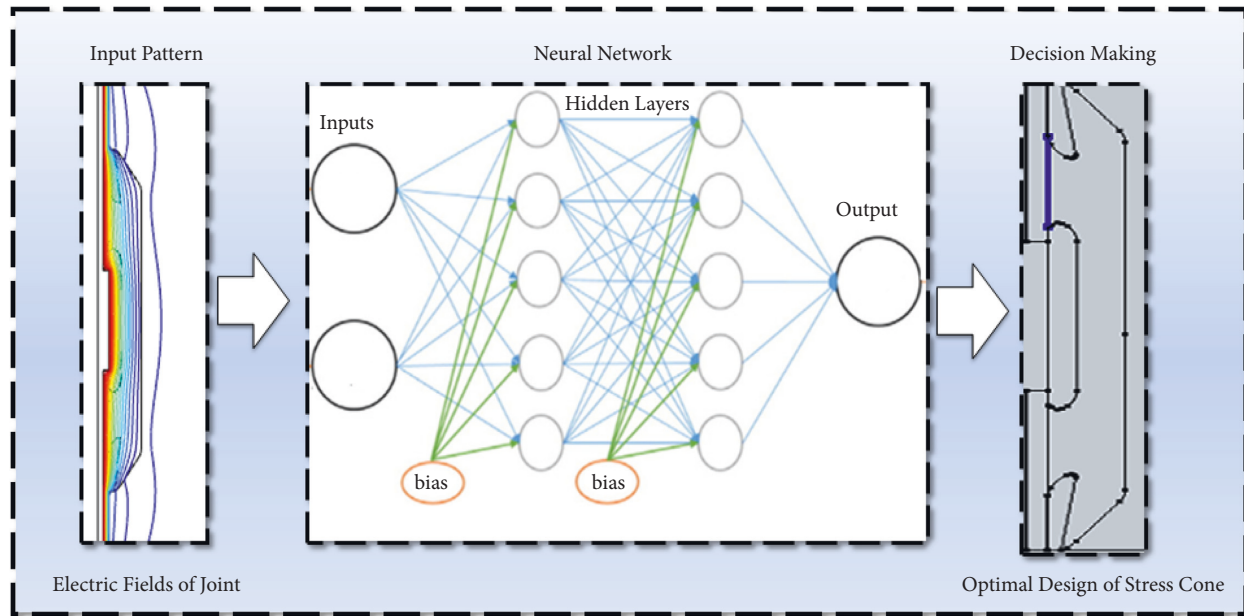 Input Pattern
Neural Network
Decision Making
Hidden Layers
Inputs
Output
bias
bias
Electric Fields of Joint
Optimal Design of Stress Cone